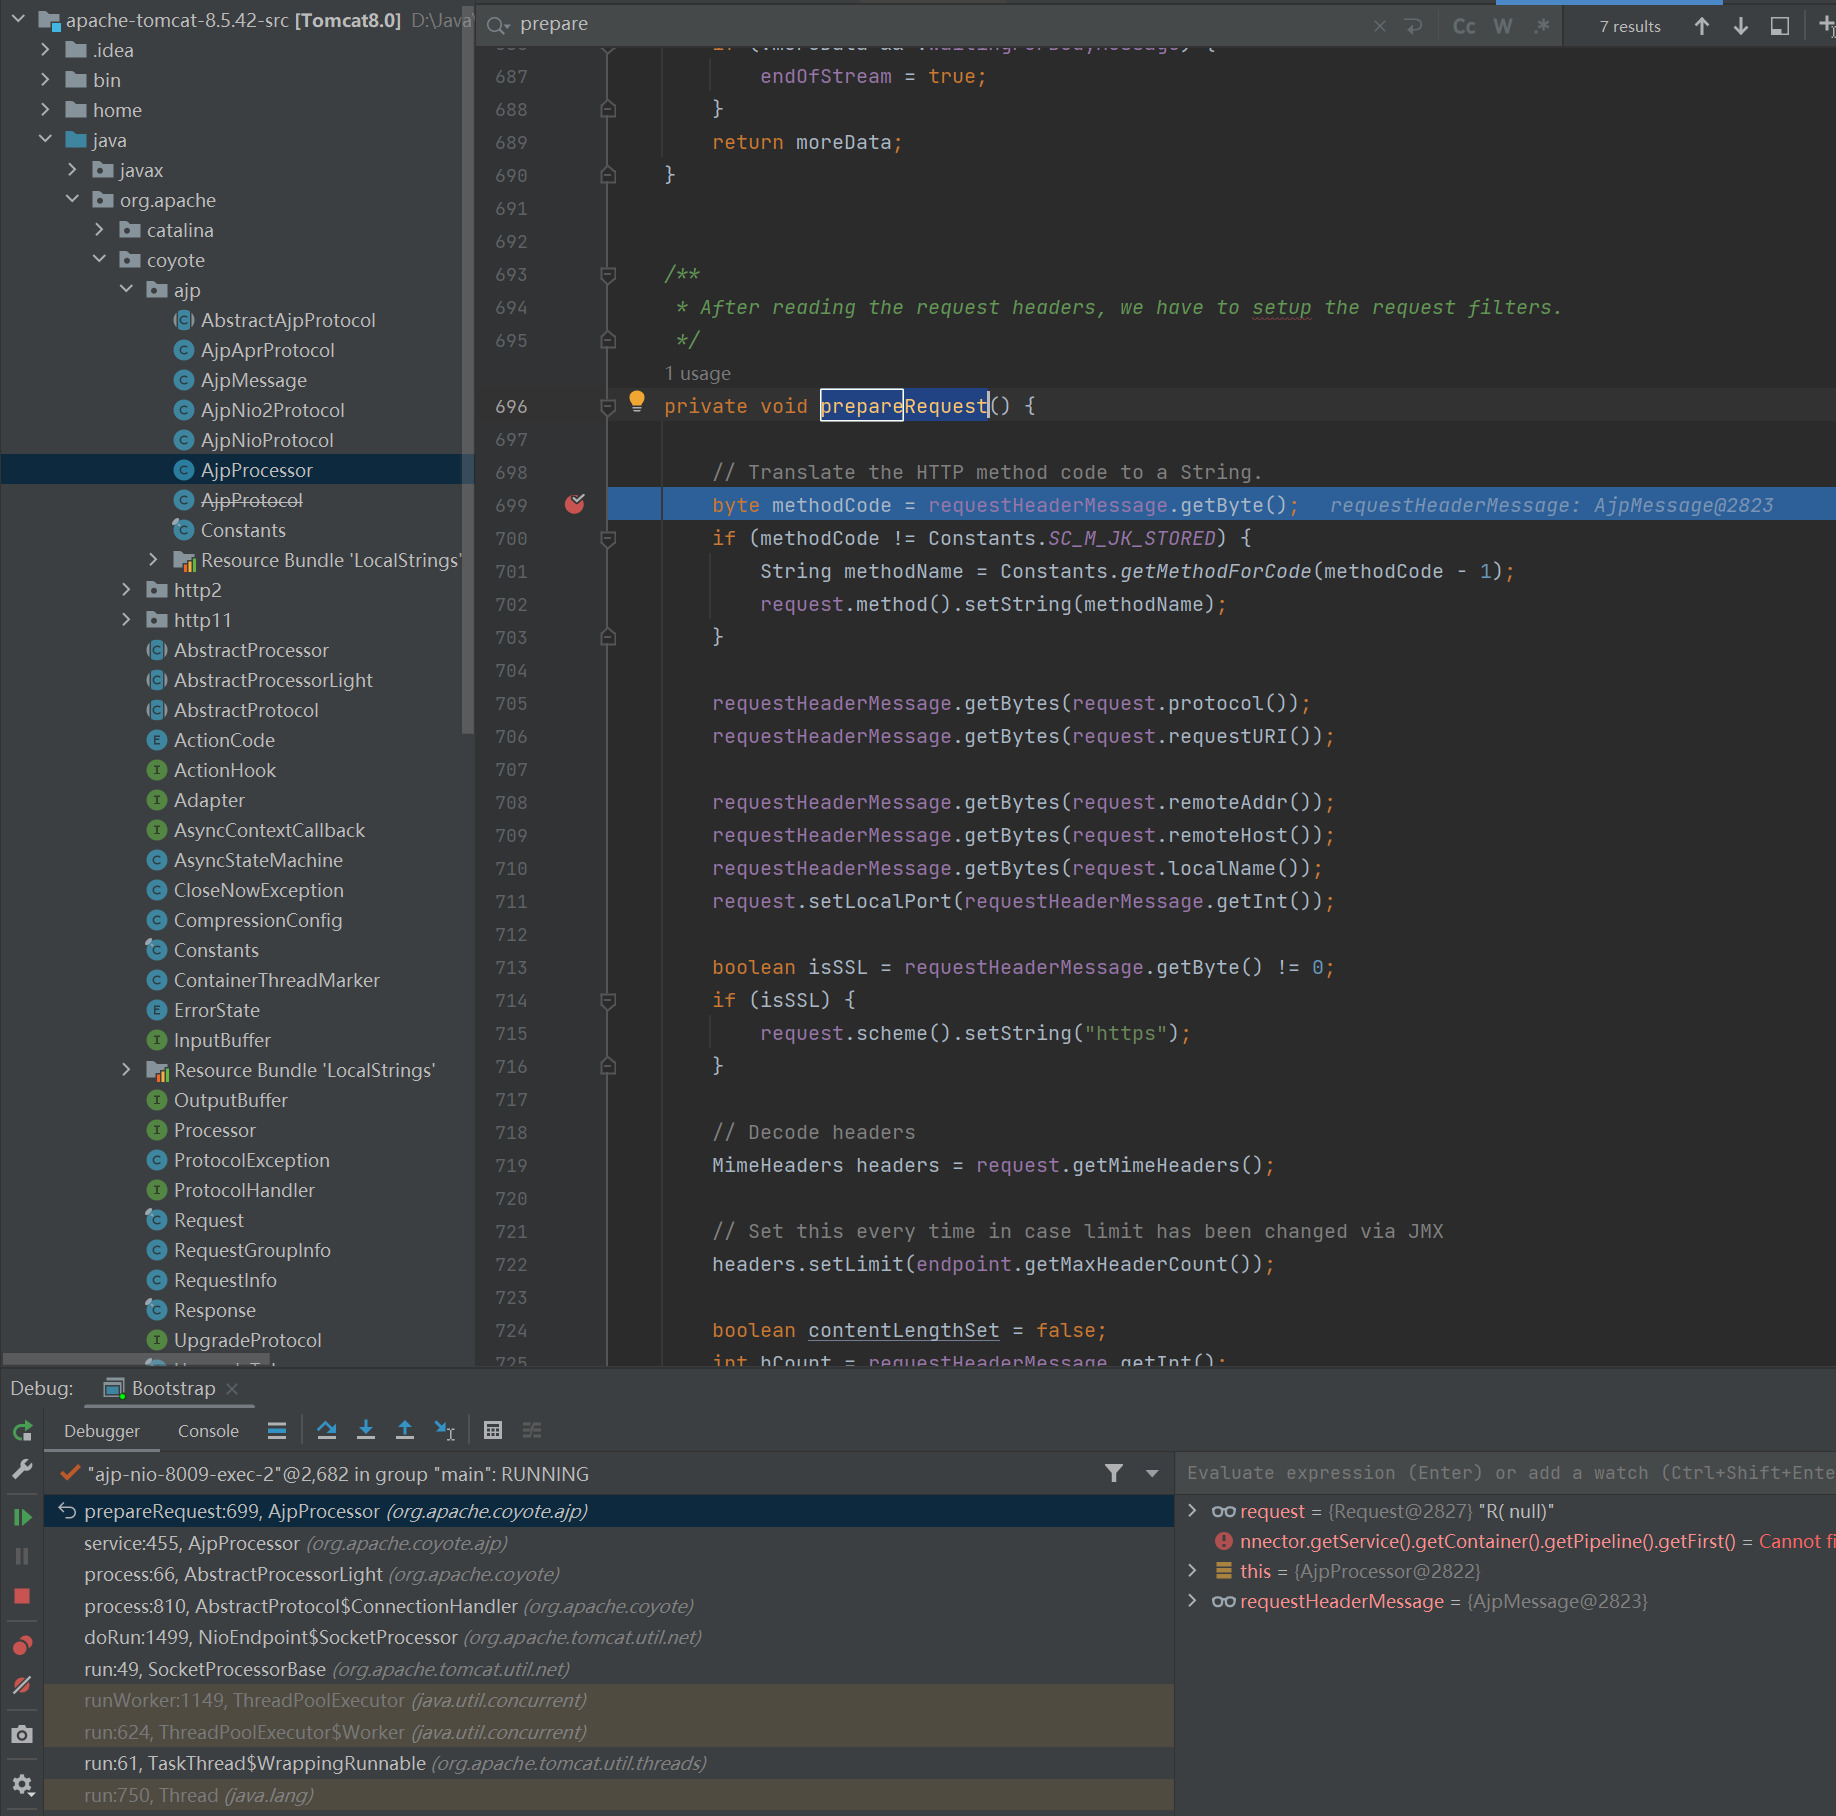 apache-tomcat-8.5.42-src [Tomcat8.0] D:\Java\
.idea
bin
home
java
javax
org.apache
catalina
coyote
ajp
AbstractAjpProtocol
AjpAprProtocol
AjpMessage
AjpNio2Protocol
AjpNioProtocol
AjpProcessor
AjpProtocol
Constants
Resource Bundle 'LocalStrings'
http2
http11
AbstractProcessor
AbstractProcessorLight
AbstractProtocol
ActionCode
ActionHook
Adapter
AsyncContextCallback
AsyncStateMachine
CloseNowException
CompressionConfig
Constants
ContainerThreadMarker
ErrorState
InputBuffer
Resource Bundle 'LocalStrings'
OutputBuffer
Processor
ProtocolException
ProtocolHandler
Request
RequestGroupInfo
RequestInfo
Response
UpgradeProtocol
prepare
Cc W .* 7 results
687 endOfStream = true;
688 }
689 return moreData;
690 }
691
692
693 /**
694 * After reading the request headers, we have to setup the request filters.
695 */
1 usage
696 private void prepareRequest() {
697
698 // Translate the HTTP method code to a String.
699 byte methodCode = requestHeaderMessage.getByte(); requestHeaderMessage: AjpMessage@2823
700 if (methodCode != Constants.SC_M_JK_STORED) {
701 String methodName = Constants.getMethodForCode(methodCode - 1);
702 request.method().setString(methodName);
703 }
704
705 requestHeaderMessage.getBytes(request.protocol());
706 requestHeaderMessage.getBytes(request.requestURI());
707
708 requestHeaderMessage.getBytes(request.remoteAddr());
709 requestHeaderMessage.getBytes(request.remoteHost());
710 requestHeaderMessage.getBytes(request.localName());
711 request.setLocalPort(requestHeaderMessage.getInt());
712
713 boolean isSSL = requestHeaderMessage.getByte() != 0;
714 if (isSSL) {
715 request.scheme().setString("https");
716 }
717
718 // Decode headers
719 MimeHeaders headers = request.getMimeHeaders();
720
721 // Set this every time in case limit has been changed via JMX
722 headers.setLimit(endpoint.getMaxHeaderCount());
723
724 boolean contentLengthSet = false;
725 int hCount = requestHeaderMessage.getInt();
Debug: Bootstrap
Debugger Console
"ajp-nio-8009-exec-2"@2,682 in group "main": RUNNING
prepareRequest:699, AjpProcessor (org.apache.coyote.ajp)
service:455, AjpProcessor (org.apache.coyote.ajp)
process:66, AbstractProcessorLight (org.apache.coyote)
process:810, AbstractProtocol$ConnectionHandler (org.apache.coyote)
doRun:1499, NioEndpoint$SocketProcessor (org.apache.tomcat.util.net)
run:49, SocketProcessorBase (org.apache.tomcat.util.net)
runWorker:1149, ThreadPoolExecutor (java.util.concurrent)
run:624, ThreadPoolExecutor$Worker (java.util.concurrent)
run:61, TaskThread$WrappingRunnable (org.apache.tomcat.util.threads)
run:750, Thread (java.lang)
Evaluate expression (Enter) or add a watch (Ctrl+Shift+Ente
request = {Request@2827} "R( null)"
nnector.getService().getContainer().getPipeline().getFirst() = Cannot fi
this = {AjpProcessor@2822}
requestHeaderMessage = {AjpMessage@2823}